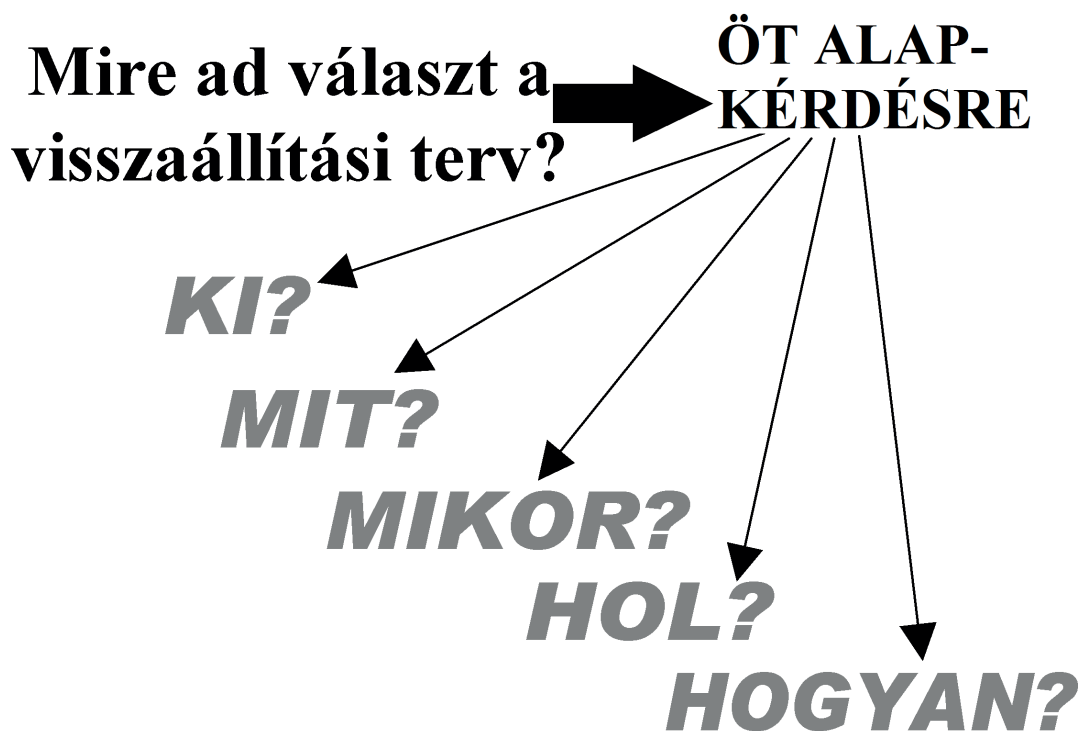 Mire ad választ a
visszaállítási terv?
ÖT ALAP-
KÉRDÉSRE
KI?
MIT?
MIKOR?
HOL?
HOGYAN?